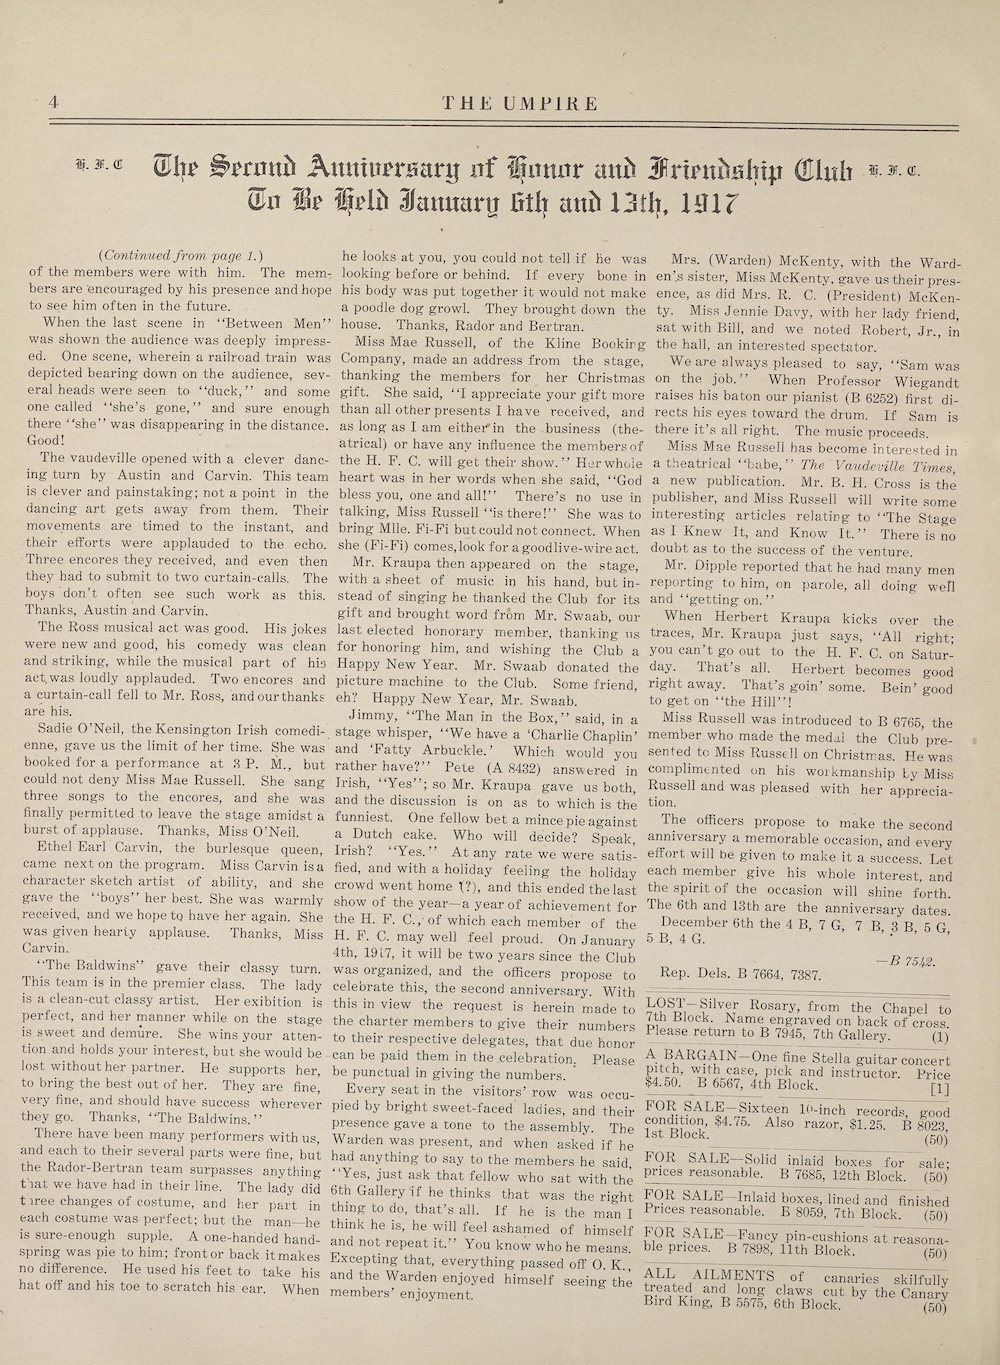 4
THE UMPIRE
H. F. C The Second Anniversary of Honor and Friendship Club H. F. C.
To Be Held January 6th and 13th, 1917
(Continued from page 1.)
of the members were with him. The mem-
bers are encouraged by his presence and hope
to see him often in the future.
When the last scene in "Between Men"
was shown the audience was deeply impress-
ed. One scene, wherein a railroad train was
depicted bearing down on the audience, sev-
eral heads were seen to "duck," and some
one called "she's gone," and sure enough
there "she" was disappearing in the distance.
Good!
The vaudeville opened with a clever danc-
ing turn by Austin and Carvin. This team
is clever and painstaking; not a point in the
dancing art gets away from them. Their
movements are timed to the instant, and
their efforts were applauded to the echo.
Three encores they received, and even then
they had to submit to two curtain-calls. The
boys don't often see such work as this.
Thanks, Austin and Carvin.
The Ross musical act was good. His jokes
were new and good, his comedy was clean
and striking, while the musical part of his
act was loudly applauded. Two encores and
a curtain-call fell to Mr. Ross, and our thanks
are his.
Sadie O'Neil, the Kensington Irish comedi-
enne, gave us the limit of her time. She was
booked for a performance at 3 P. M., but
could not deny Miss Mae Russell. She sang
three songs to the encores, and she was
finally permitted to leave the stage amidst a
burst of applause. Thanks, Miss O'Neil.
Ethel Earl Carvin, the burlesque queen,
came next on the program. Miss Carvin is a
character sketch artist of ability, and she
gave the "boys" her best. She was warmly
received, and we hope to have her again. She
was given hearty applause. Thanks, Miss
Carvin.
"The Baldwins" gave their classy turn.
This team is in the premier class. The lady
is a clean-cut classy artist. Her exibition is
perfect, and her manner while on the stage
is sweet and demure. She wins your atten-
tion and holds your interest, but she would be
lost without her partner. He supports her,
to bring the best out of her. They are fine,
very fine, and should have success wherever
they go. Thanks, "The Baldwins."
There have been many performers with us,
and each to their several parts were fine, but
the Rador-Bertran team surpasses anything
that we have had in their line. The lady did
three changes of costume, and her part in
each costume was perfect; but the man—he
is sure-enough supple. A one-handed hand-
spring was pie to him; front or back it makes
no difference. He used his feet to take his
hat off and his toe to scratch his ear. When
he looks at you, you could not tell if he was
looking before or behind. If every bone in
his body was put together it would not make
a poodle dog growl. They brought down the
house. Thanks, Rador and Bertran.
Miss Mae Russell, of the Kline Booking
Company, made an address from the stage,
thanking the members for her Christmas
gift. She said, "I appreciate your gift more
than all other presents I have received, and
as long as I am either in the business (the-
atrical) or have any influence the members of
the H. F. C. will get their show." Her whole
heart was in her words when she said, "God
bless you, one and all!" There's no use in
talking, Miss Russell "is there!" She was to
bring Mlle. Fi-Fi but could not connect. When
she (Fi-Fi) comes, look for a good live-wire act.
Mr. Kraupa then appeared on the stage,
with a sheet of music in his hand, but in-
stead of singing he thanked the Club for its
gift and brought word from Mr. Swaab, our
last elected honorary member, thanking us
for honoring him, and wishing the Club a
Happy New Year. Mr. Swaab donated the
picture machine to the Club. Some friend,
eh? Happy New Year, Mr. Swaab.
Jimmy, "The Man in the Box," said, in a
stage whisper, "We have a 'Charlie Chaplin'
and 'Fatty Arbuckle.' Which would you
rather have?" Pete (A 8432) answered in
Irish, "Yes"; so Mr. Kraupa gave us both,
and the discussion is on as to which is the
funniest. One fellow bet a mince pie against
a Dutch cake. Who will decide? Speak,
Irish? "Yes." At any rate we were satis-
fied, and with a holiday feeling the holiday
crowd went home (?), and this ended the last
show of the year—a year of achievement for
the H. F. C., of which each member of the
H. F. C. may well feel proud. On January
4th, 1917, it will be two years since the Club
was organized, and the officers propose to
celebrate this, the second anniversary. With
this in view the request is herein made to
the charter members to give their numbers
to their respective delegates, that due honor
can be paid them in the celebration. Please
be punctual in giving the numbers.
Every seat in the visitors' row was occu-
pied by bright sweet-faced ladies, and their
presence gave a tone to the assembly. The
Warden was present, and when asked if he
had anything to say to the members he said,
"Yes, just ask that fellow who sat with the
6th Gallery if he thinks that was the right
thing to do, that's all. If he is the man I
think he is, he will feel ashamed of himself
and not repeat it." You know who he means.
Excepting that, everything passed off O. K.,
and the Warden enjoyed himself seeing the
members' enjoyment.
Mrs. (Warden) McKenty, with the Ward-
en's sister, Miss McKenty, gave us their pres-
ence, as did Mrs. R. C. (President) McKen-
ty. Miss Jennie Davy, with her lady friend,
sat with Bill, and we noted Robert, Jr., in
the hall, an interested spectator.
We are always pleased to say, "Sam was
on the job." When Professor Wiegandt
raises his baton our pianist (B 6252) first di-
rects his eyes toward the drum. If Sam is
there it's all right. The music proceeds.
Miss Mae Russell has become interested in
a theatrical "babe," The Vaudeville Times,
a new publication. Mr. B. H. Cross is the
publisher, and Miss Russell will write some
interesting articles relating to "The Stage
as I Knew It, and Know It." There is no
doubt as to the success of the venture.
Mr. Dipple reported that he had many men
reporting to him, on parole, all doing well
and "getting on."
When Herbert Kraupa kicks over the
traces, Mr. Kraupa just says, "All right;
you can't go out to the H. F. C. on Satur-
day. That's all. Herbert becomes good
right away. That's goin' some. Bein' good
to get on "the Hill"!
Miss Russell was introduced to B 6765, the
member who made the medal the Club pre-
sented to Miss Russell on Christmas. He was
complimented on his workmanship by Miss
Russell and was pleased with her apprecia-
tion.
The officers propose to make the second
anniversary a memorable occasion, and every
effort will be given to make it a success. Let
each member give his whole interest, and
the spirit of the occasion will shine forth.
The 6th and 13th are the anniversary dates.
December 6th the 4 B, 7 G, 7 B, 3 B, 5 G,
5 B, 4 G.
—B 7542.
Rep. Dels. B 7664, 7387.
LOST—Silver Rosary, from the Chapel to
7th Block. Name engraved on back of cross.
Please return to B 7945, 7th Gallery. (1)
A BARGAIN—One fine Stella guitar concert
pitch, with case, pick and instructor. Price
$4.50. B 6567, 4th Block. [1]
FOR SALE—Sixteen 10-inch records, good
condition, $4.75. Also razor, $1.25. B 8023,
1st Block. (50)
FOR SALE—Solid inlaid boxes for sale;
prices reasonable. B 7685, 12th Block. (50)
FOR SALE—Inlaid boxes, lined and finished
Prices reasonable. B 8059, 7th Block. (50)
FOR SALE—Fancy pin-cushions at reasona-
ble prices. B 7898, 11th Block. (50)
ALL AILMENTS of canaries skilfully
treated and long claws cut by the Canary
Bird King, B 5575, 6th Block. (50)